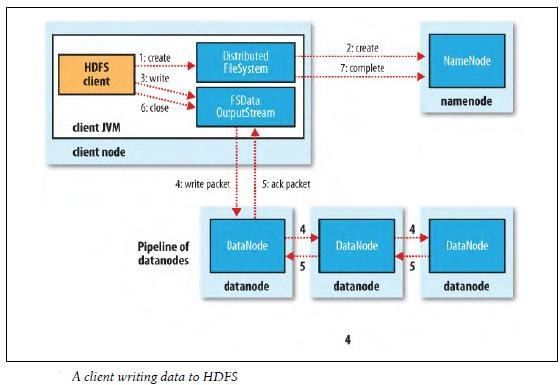 1: create
Distributed
FileSystem
2: create
HDFS
client
3: write
7: complete
NameNode
6: close
FSData
OutputStream
namenode
client JVM
client node
4: write packet
5: ack packet
Pipeline of
datanodes
DataNode
4
5
DataNode
4
5
DataNode
datanode
datanode
datanode
4
A client writing data to HDFS